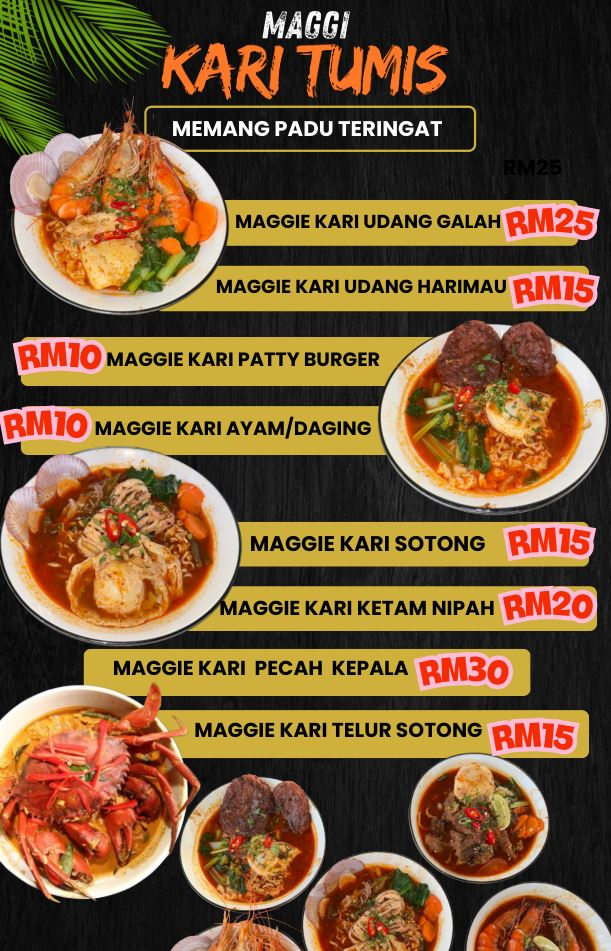 MAGGI
KARI TUMIS
MEMANG PADU TERINGAT
RM25
MAGGIE KARI UDANG GALAH RM25
MAGGIE KARI UDANG HARIMAU RM15
RM10 MAGGIE KARI PATTY BURGER
RM10 MAGGIE KARI AYAM/DAGING
MAGGIE KARI SOTONG RM15
MAGGIE KARI KETAM NIPAH RM20
MAGGIE KARI PECAH KEPALA RM30
MAGGIE KARI TELUR SOTONG RM15